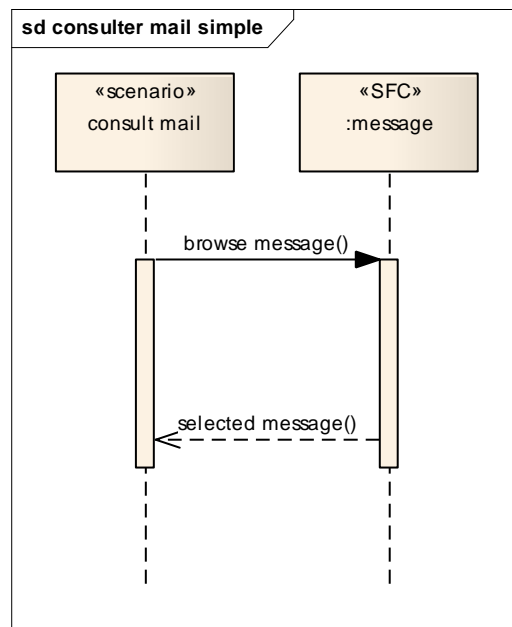 sd consulter mail simple
«scenario»
consult mail
«SFC»
:message
browse message()
selected message()